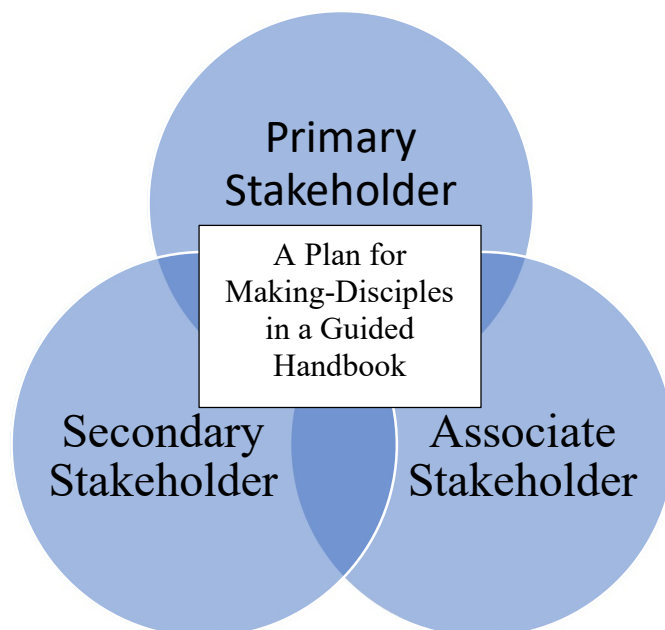 Primary
Stakeholder
A Plan for
Making-Disciples
in a Guided
Handbook
Secondary
Stakeholder
Associate
Stakeholder